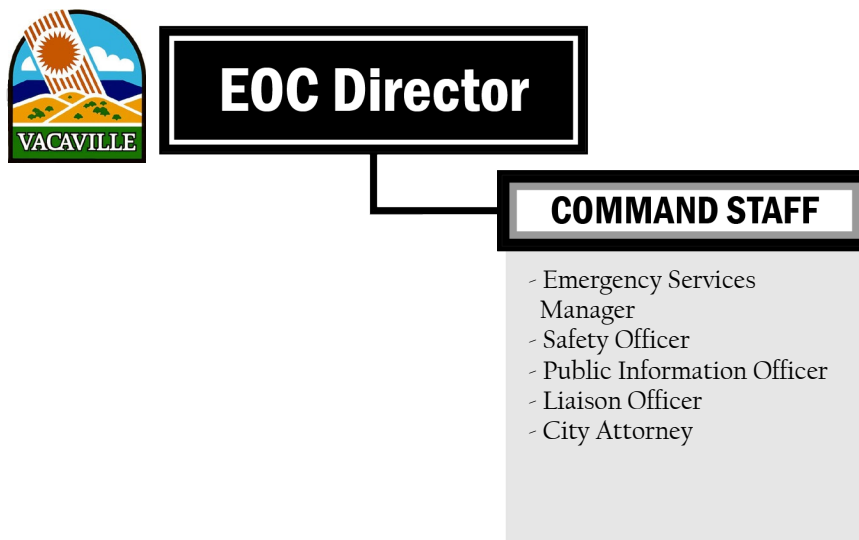 VACAVILLE
EOC Director
COMMAND STAFF
- Emergency Services
Manager
- Safety Officer
- Public Information Officer
- Liaison Officer
- City Attorney